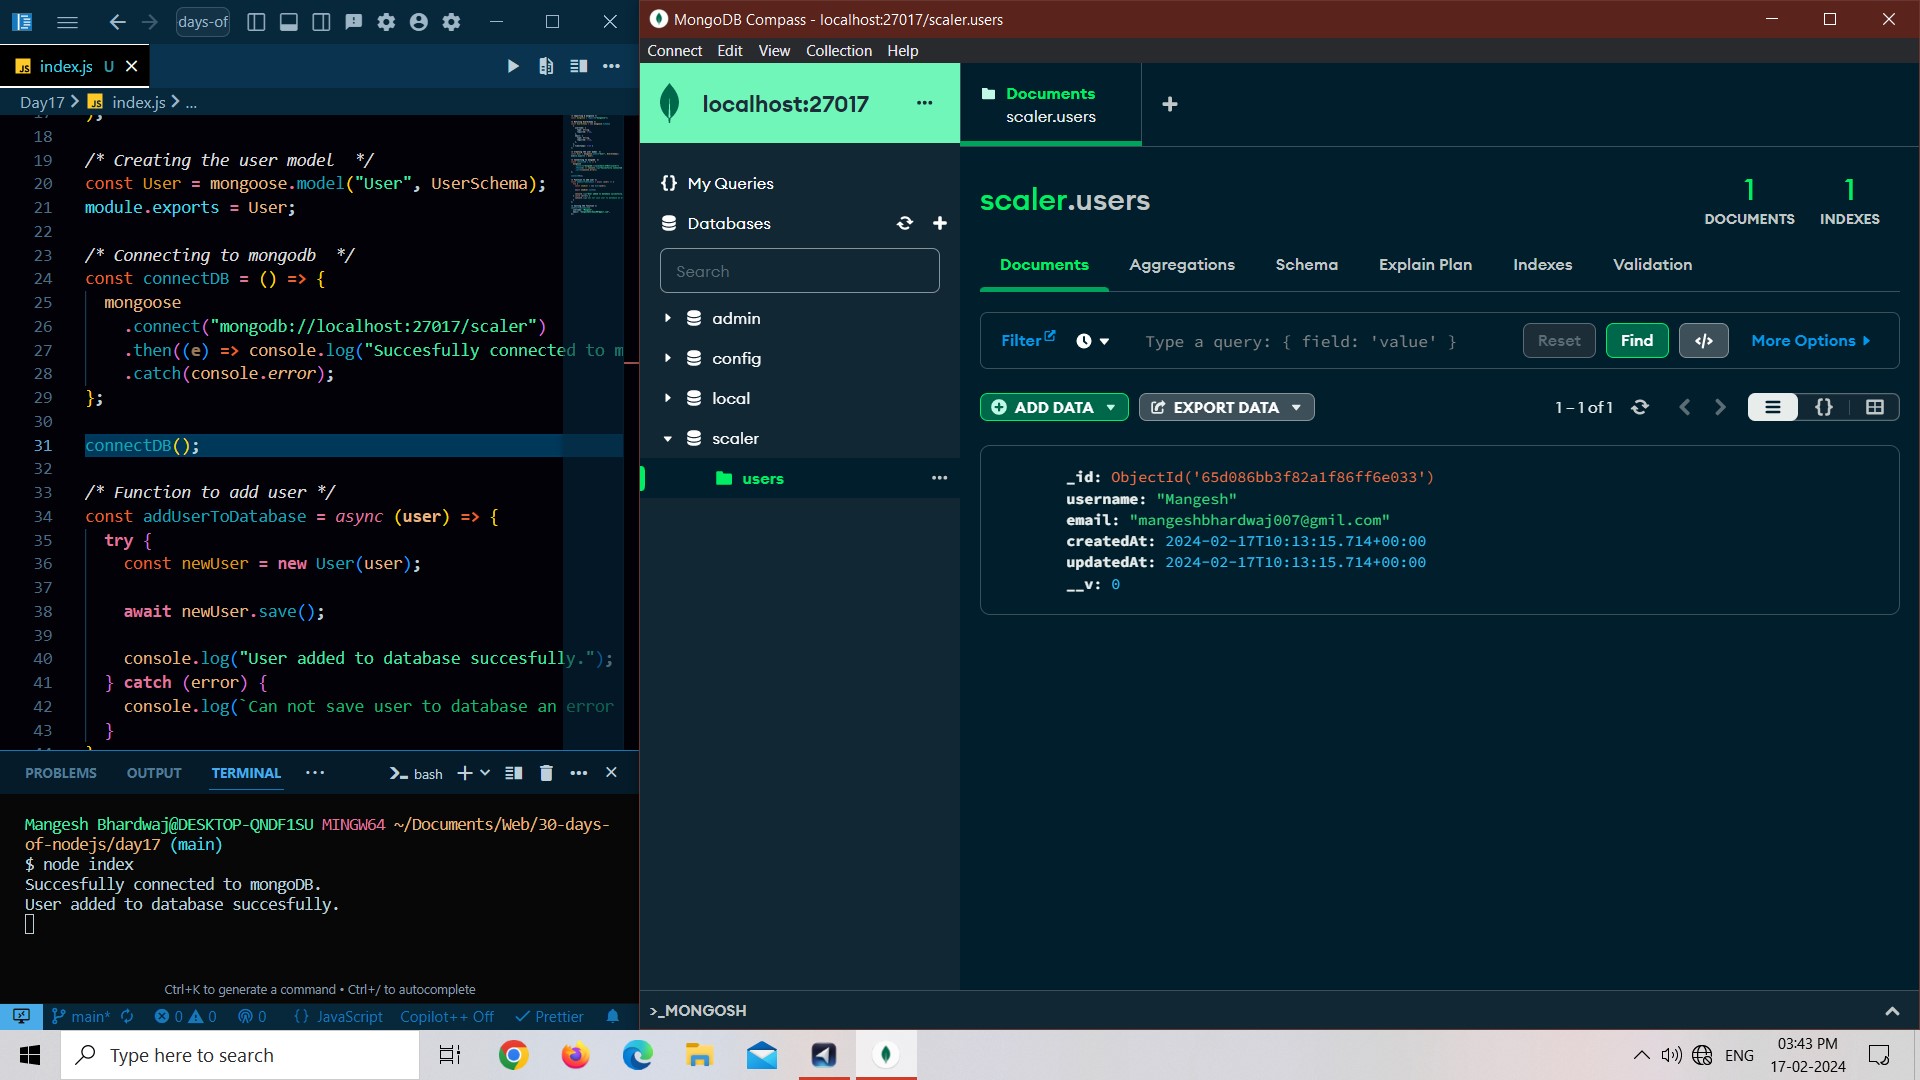 days-of
index.js U
Day17 > index.js > ...
18
19 /* Creating the user model  */
20 const User = mongoose.model("User", UserSchema);
21 module.exports = User;
22
23 /* Connecting to mongodb  */
24 const connectDB = () => {
25 mongoose
26 .connect("mongodb://localhost:27017/scaler")
27 .then((e) => console.log("Succesfully connected to m
28 .catch(console.error);
29 };
30
31 connectDB();
32
33 /* Function to add user */
34 const addUserToDatabase = async (user) => {
35 try {
36 const newUser = new User(user);
37
38 await newUser.save();
39
40 console.log("User added to database succesfully.");
41 } catch (error) {
42 console.log(`Can not save user to database an error
43 }
PROBLEMS OUTPUT TERMINAL ... bash
Mangesh Bhardwaj@DESKTOP-QNDF1SU MINGW64 ~/Documents/Web/30-days-
of-nodejs/day17 (main)
$ node index
Succesfully connected to mongoDB.
User added to database succesfully.
Ctrl+K to generate a command • Ctrl+/ to autocomplete
main* 0 0 0 {} JavaScript Copilot++ Off Prettier
MongoDB Compass - localhost:27017/scaler.users
Connect Edit View Collection Help
localhost:27017 ...
{} My Queries
Databases
Search
admin
config
local
scaler
users ...
Documents
scaler.users
scaler.users
1
DOCUMENTS
1
INDEXES
Documents Aggregations Schema Explain Plan Indexes Validation
Filter Type a query: { field: 'value' } Reset Find </> More Options
ADD DATA EXPORT DATA 1 – 1 of 1 {}
_id: ObjectId('65d086bb3f82a1f86ff6e033')
username: "Mangesh"
email: "mangeshbhardwaj007@gmil.com"
createdAt: 2024-02-17T10:13:15.714+00:00
updatedAt: 2024-02-17T10:13:15.714+00:00
__v: 0
>_MONGOSH
Type here to search
ENG
03:43 PM
17-02-2024